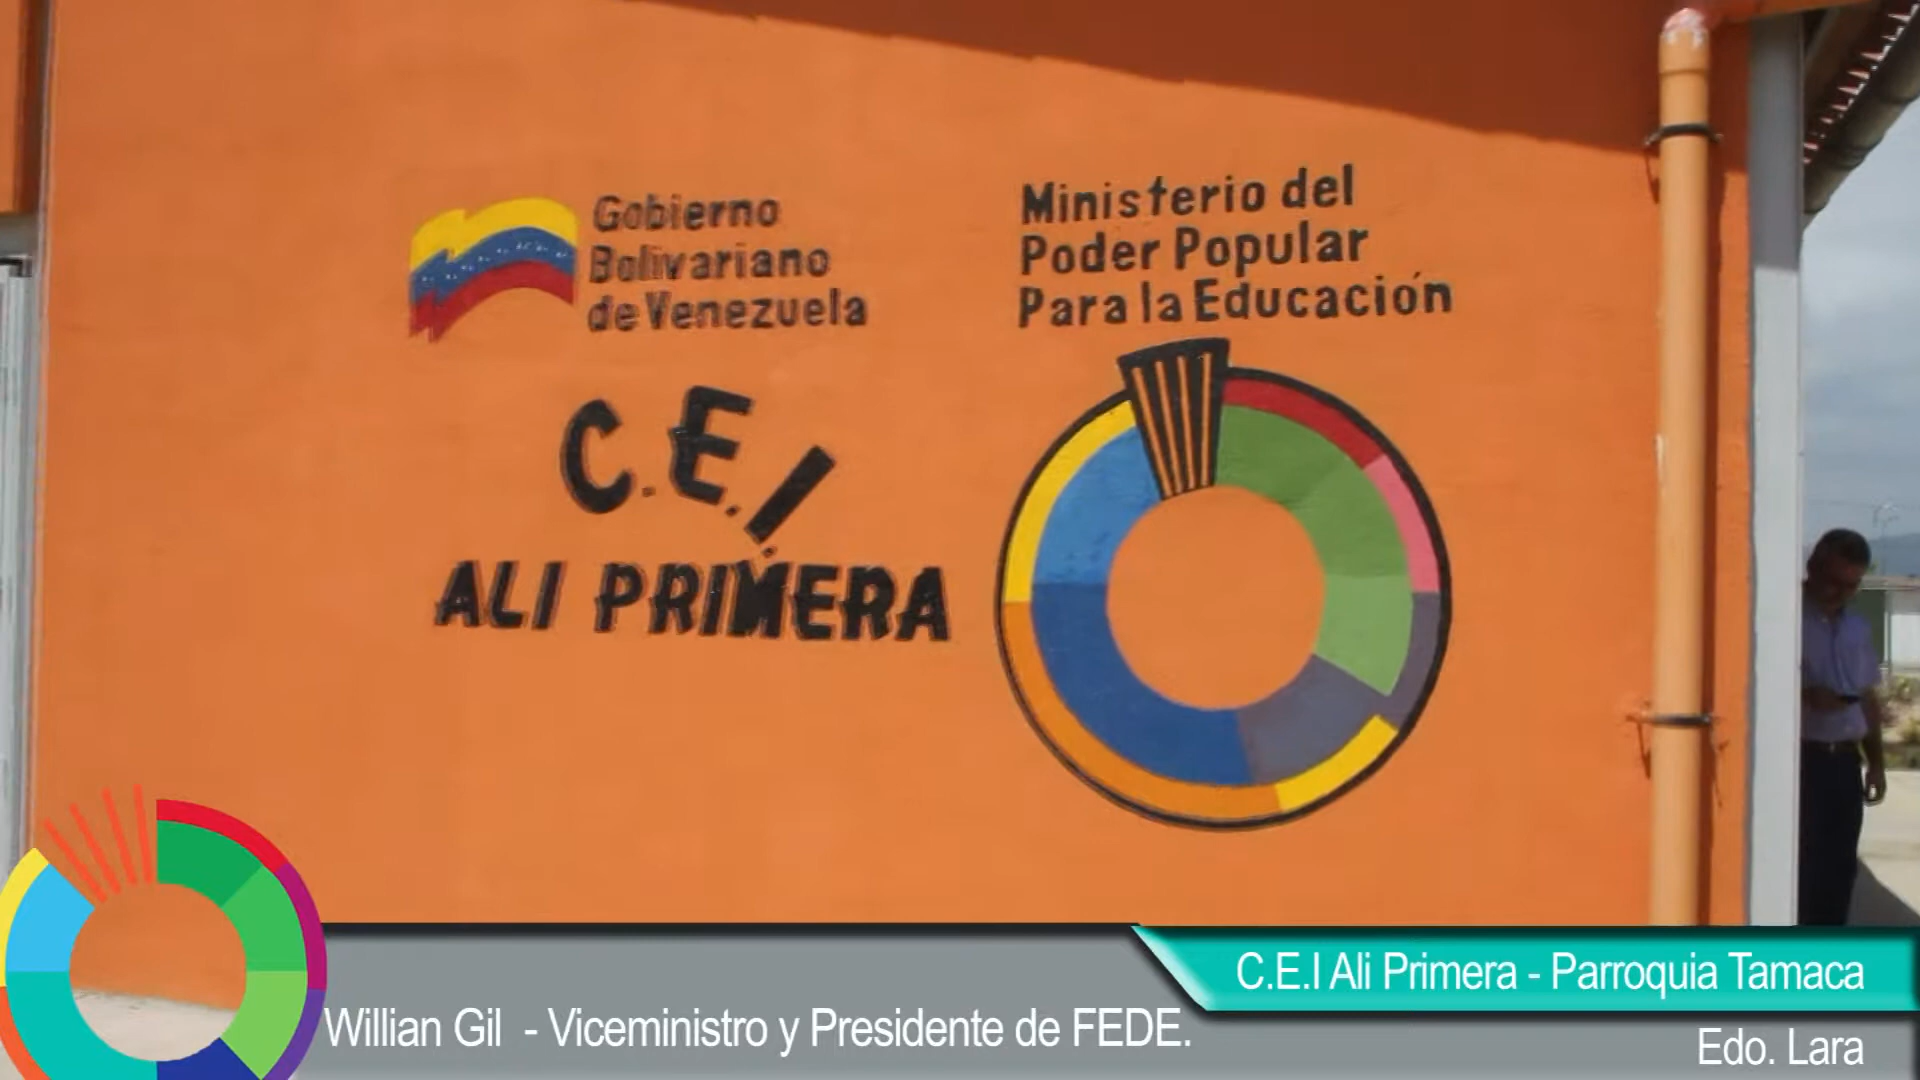 Gobierno
Bolivariano
de Venezuela
Ministerio del
Poder Popular
Para la Educación
C.E.I.
ALI PRIMERA
C.E.I Ali Primera - Parroquia Tamaca
Willian Gil - Viceministro y Presidente de FEDE.
Edo. Lara